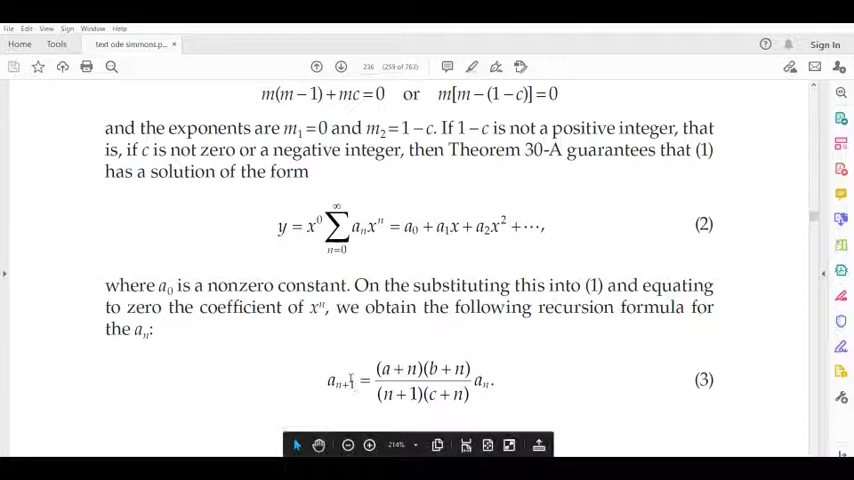 File Edit View Sign Window Help
Home Tools text ode simmons.p... × Sign In
236 (259 of 763)
m(m − 1) + mc = 0 or m[m − (1 − c)] = 0
and the exponents are m₁ = 0 and m₂ = 1 − c. If 1 − c is not a positive integer, that
is, if c is not zero or a negative integer, then Theorem 30-A guarantees that (1)
has a solution of the form
y = x⁰ ∑_{n=0}^{∞} aₙxⁿ = a₀ + a₁x + a₂x² + ⋯, (2)
where a₀ is a nonzero constant. On the substituting this into (1) and equating
to zero the coefficient of xⁿ, we obtain the following recursion formula for
the aₙ:
aₙ₊₁ = (a + n)(b + n) / (n + 1)(c + n) aₙ. (3)
214%